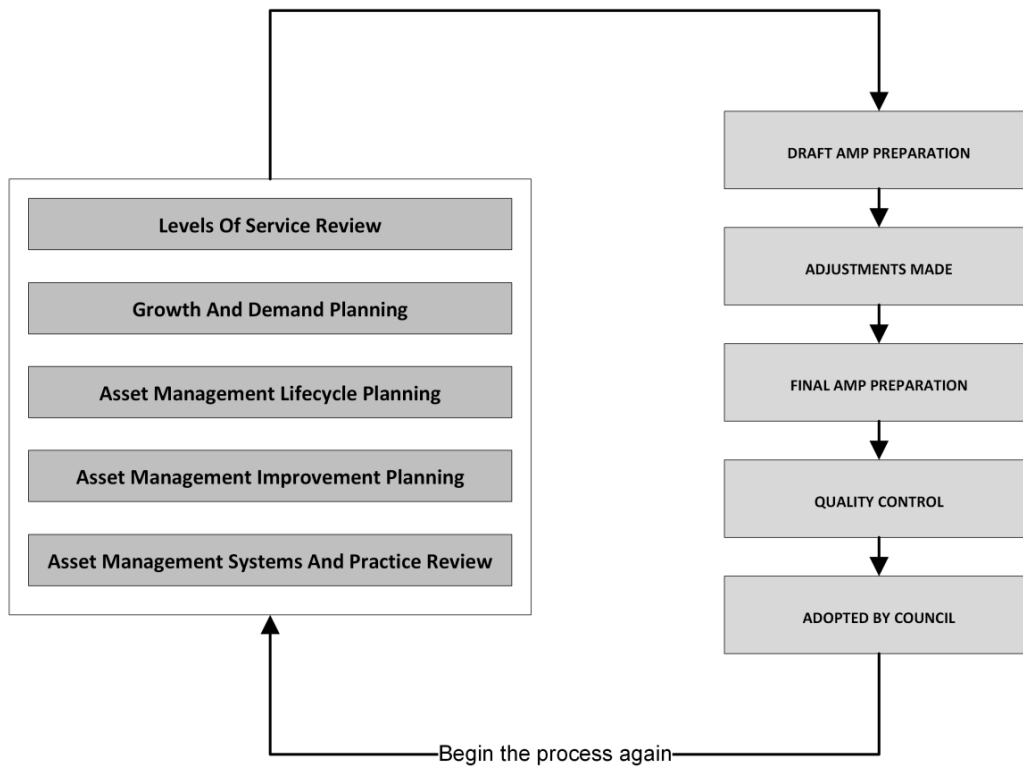 Levels Of Service Review
Growth And Demand Planning
Asset Management Lifecycle Planning
Asset Management Improvement Planning
Asset Management Systems And Practice Review
DRAFT AMP PREPARATION
ADJUSTMENTS MADE
FINAL AMP PREPARATION
QUALITY CONTROL
ADOPTED BY COUNCIL
Begin the process again